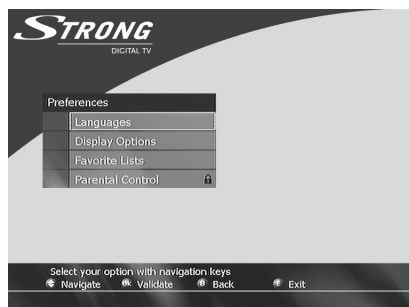 STRONG
DIGITAL TV
Preferences
Languages
Display Options
Favorite Lists
Parental Control
Select your option with navigation keys
Navigate OK Validate B Back E Exit